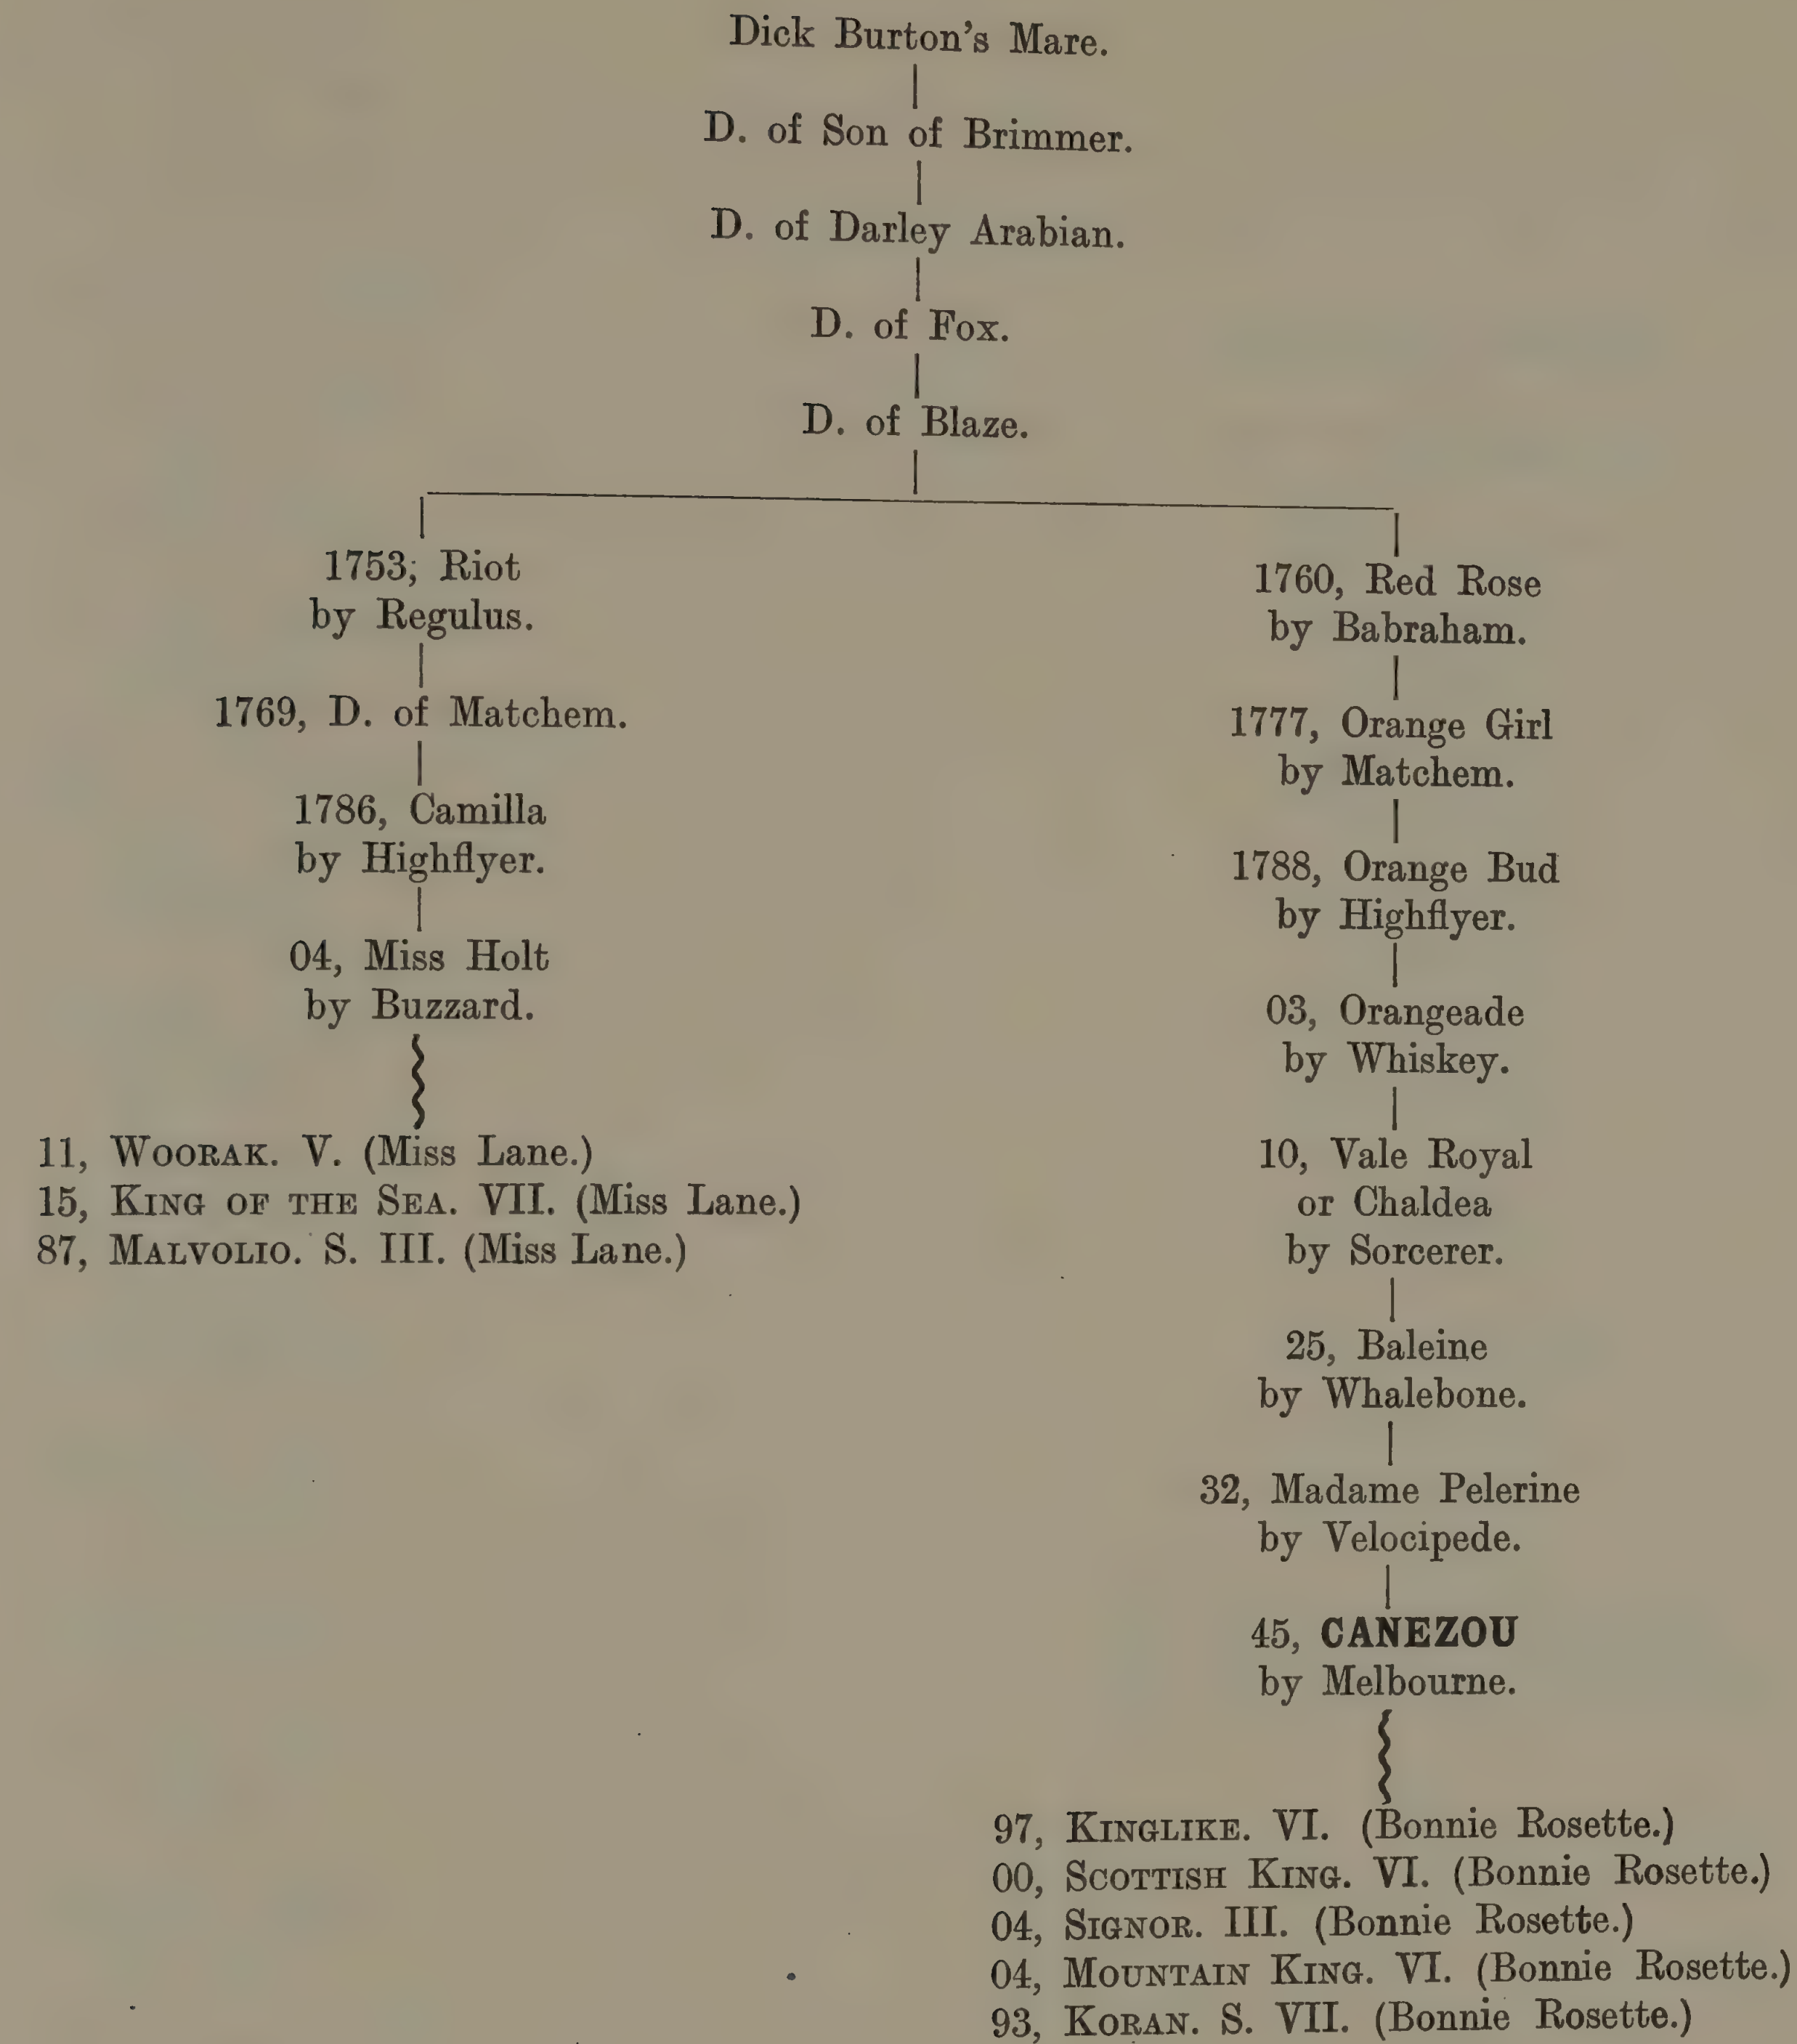 Dick Burton's Mare.
D. of Son of Brimmer.
D. of Darley Arabian.
D. of Fox.
D. of Blaze.
1753, Riot
by Regulus.
1769, D. of Matchem.
1786, Camilla
by Highflyer.
04, Miss Holt
by Buzzard.
11, WOORAK. V. (Miss Lane.)
15, KING OF THE SEA. VII. (Miss Lane.)
87, MALVOLIO. S. III. (Miss Lane.)
1760, Red Rose
by Babraham.
1777, Orange Girl
by Matchem.
1788, Orange Bud
by Highflyer.
03, Orangeade
by Whiskey.
10, Vale Royal
or Chaldea
by Sorcerer.
25, Baleine
by Whalebone.
32, Madame Pelerine
by Velocipede.
45, CANEZOU
by Melbourne.
97, KINGLIKE. VI. (Bonnie Rosette.)
00, SCOTTISH KING. VI. (Bonnie Rosette.)
04, SIGNOR. III. (Bonnie Rosette.)
04, MOUNTAIN KING. VI. (Bonnie Rosette.)
93, KORAN. S. VII. (Bonnie Rosette.)